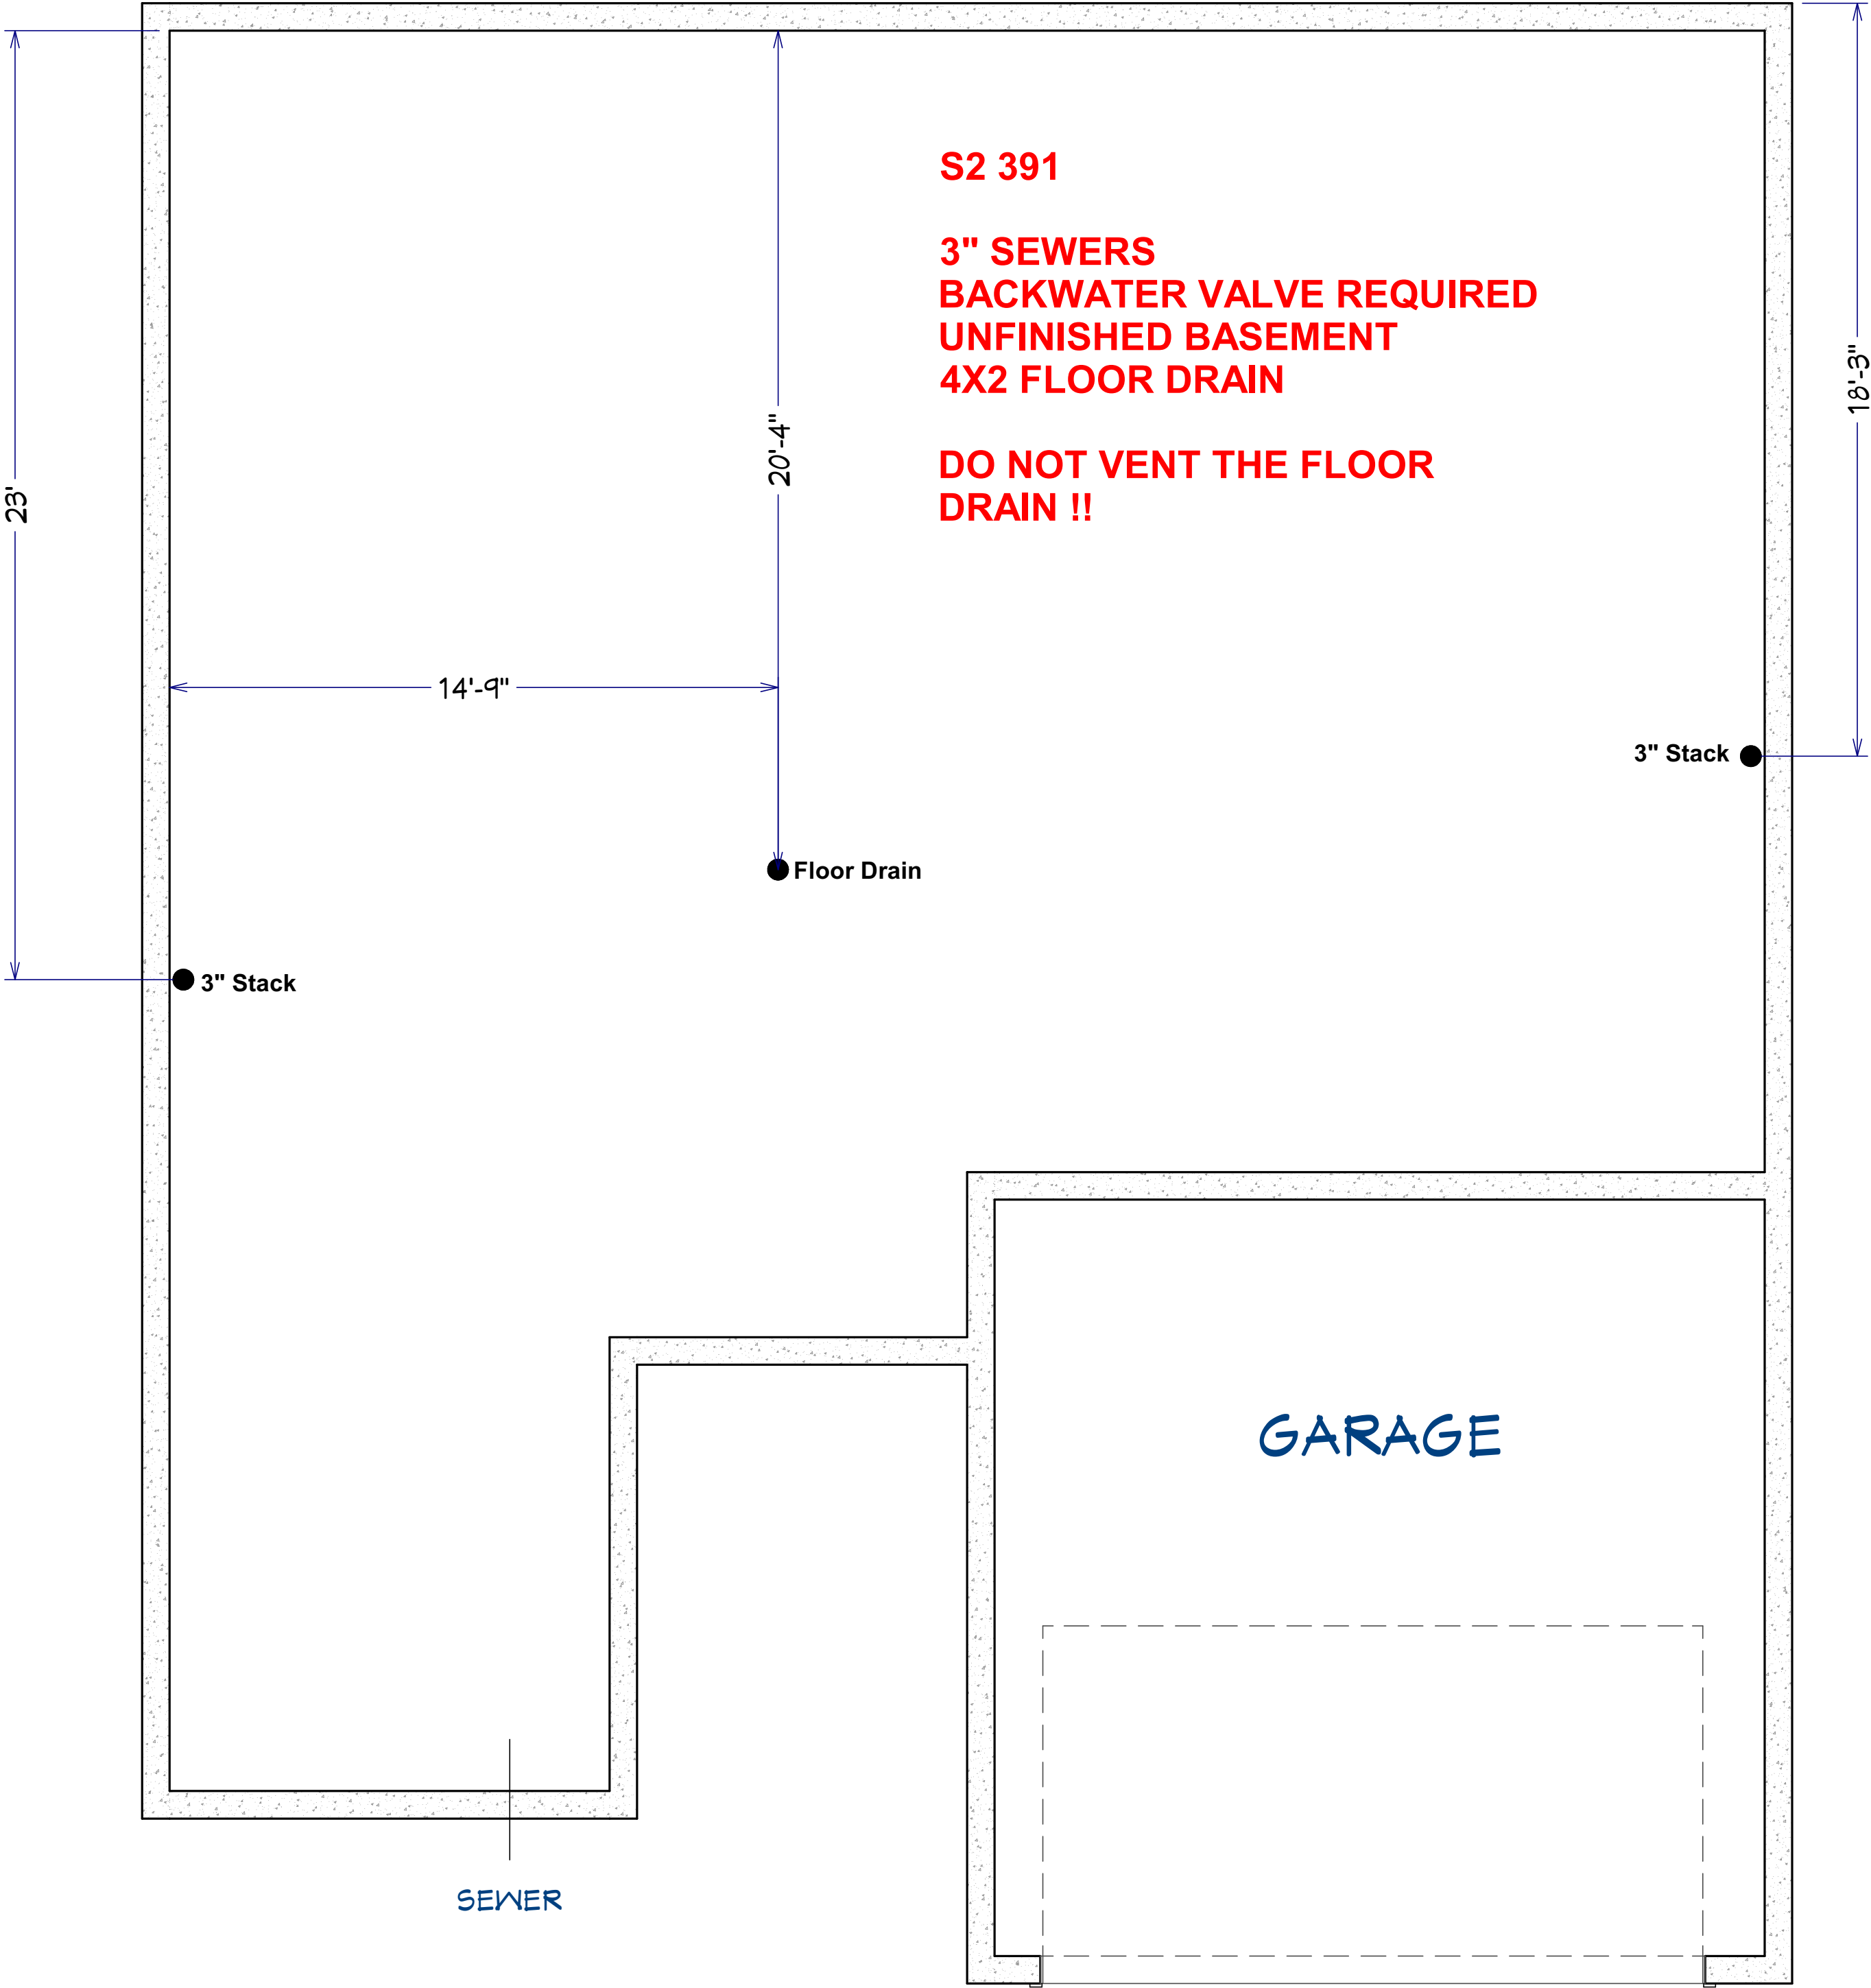 S2 391
3" SEWERS
BACKWATER VALVE REQUIRED
UNFINISHED BASEMENT
4X2 FLOOR DRAIN
DO NOT VENT THE FLOOR
DRAIN !!
18'-3"
20'-4"
23'
14'-9"
3" Stack
Floor Drain
3" Stack
GARAGE
SEWER